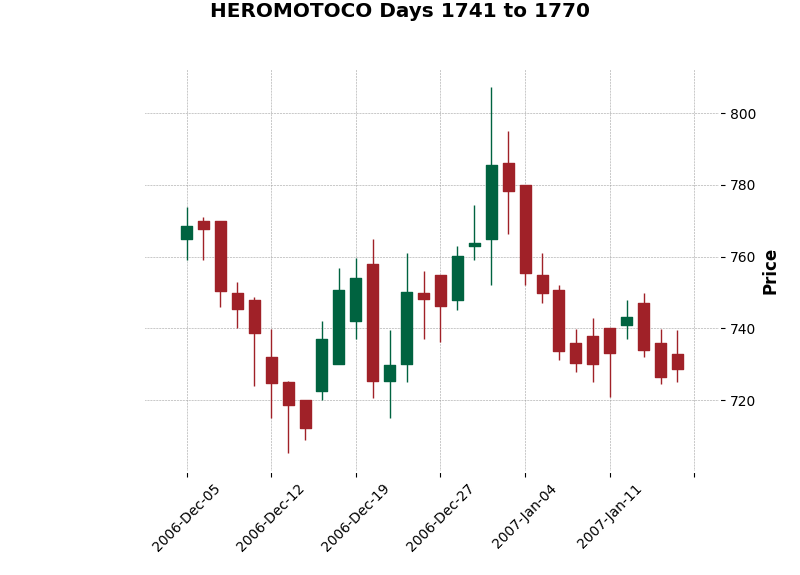 HEROMOTOCO Days 1741 to 1770
800
780
760
740
720
Price
2006-Dec-05
2006-Dec-12
2006-Dec-19
2006-Dec-27
2007-Jan-04
2007-Jan-11